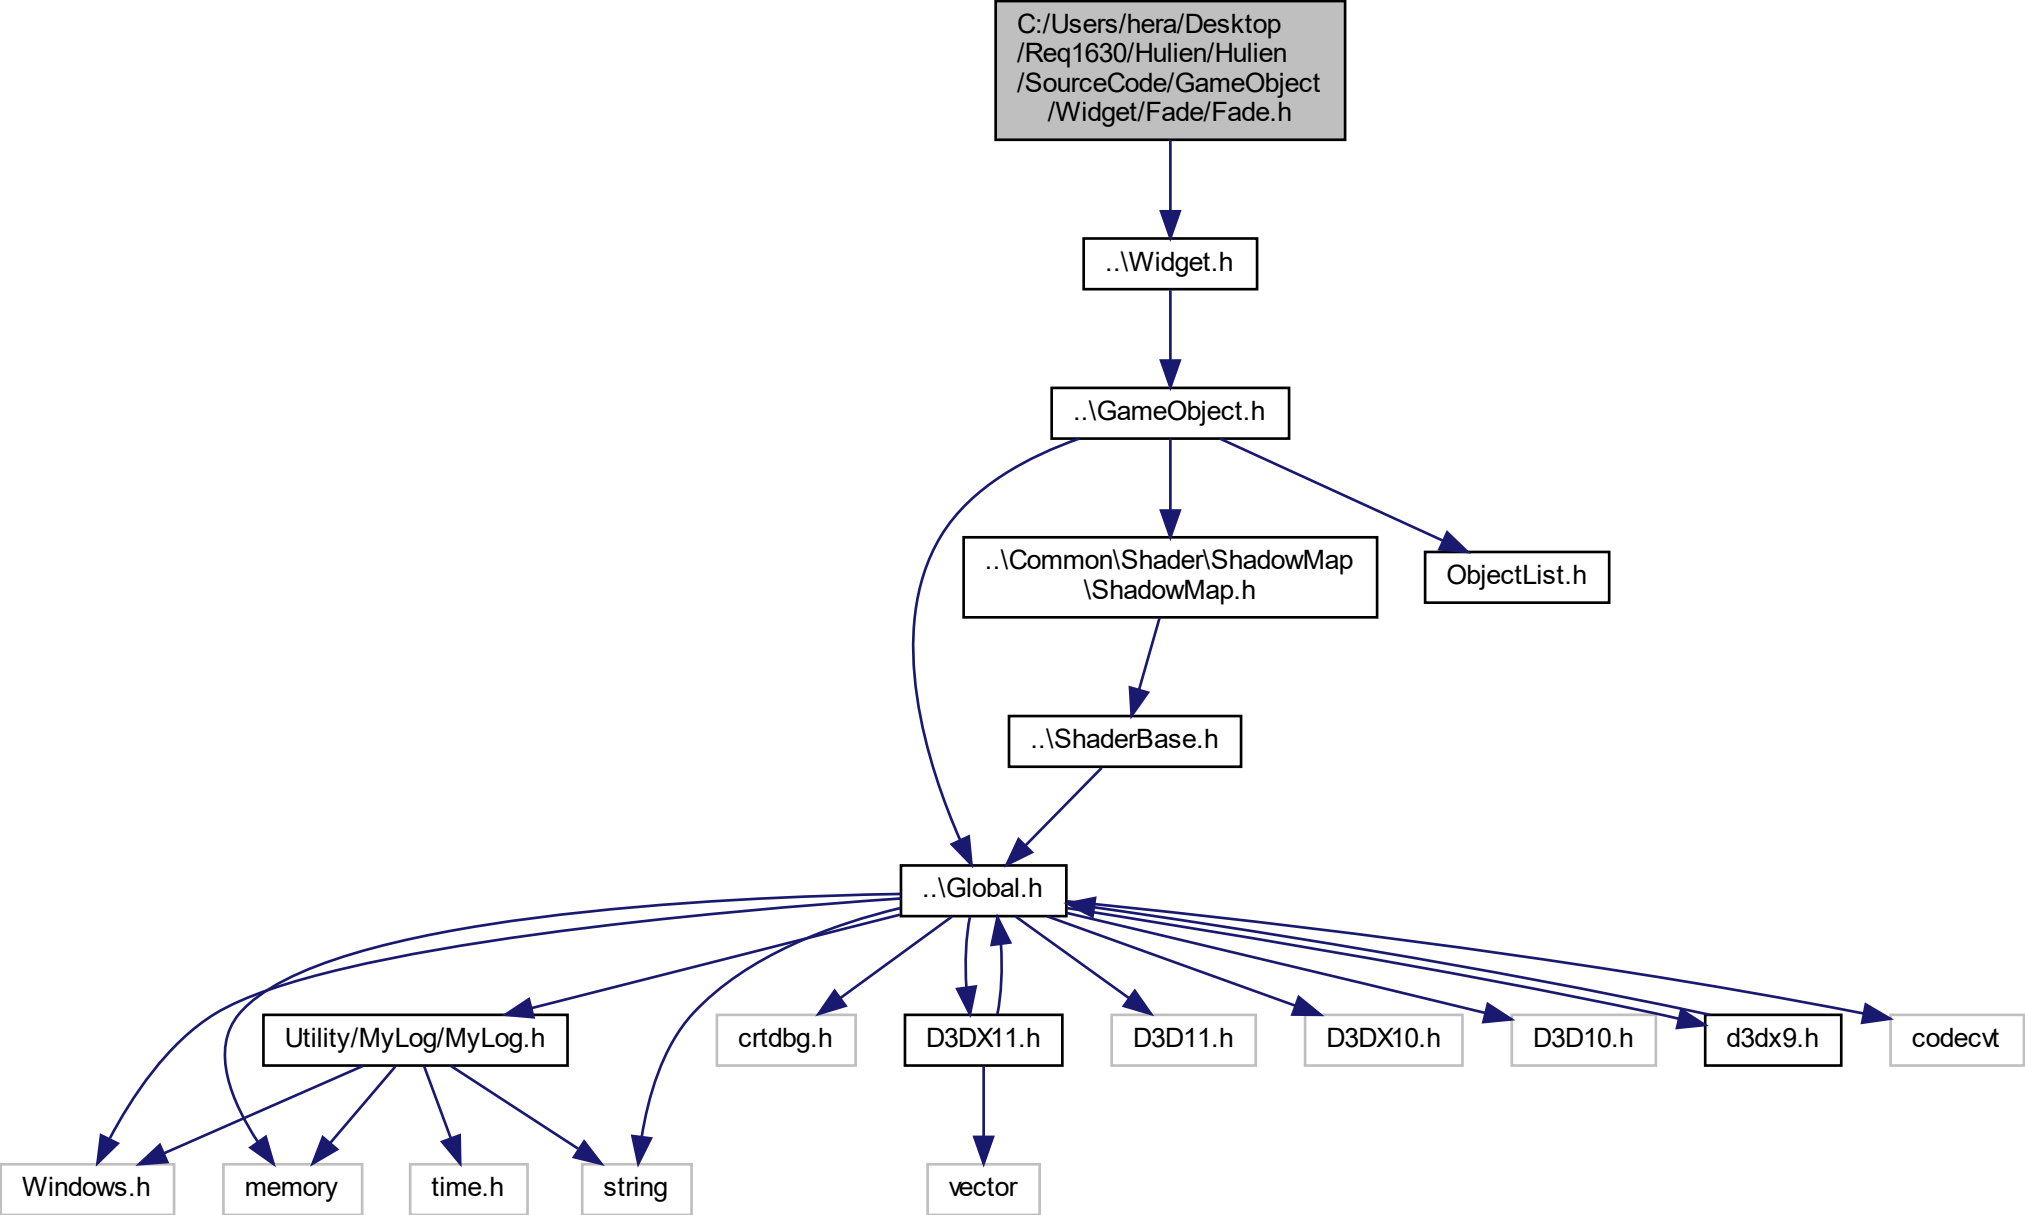 C:/Users/hera/Desktop
/Req1630/Hulien/Hulien
/SourceCode/GameObject
/Widget/Fade/Fade.h
..\Widget.h
..\GameObject.h
..\Common\Shader\ShadowMap
\ShadowMap.h
ObjectList.h
..\ShaderBase.h
..\Global.h
Utility/MyLog/MyLog.h
crtdbg.h
D3DX11.h
D3D11.h
D3DX10.h
D3D10.h
d3dx9.h
codecvt
Windows.h
memory
time.h
string
vector